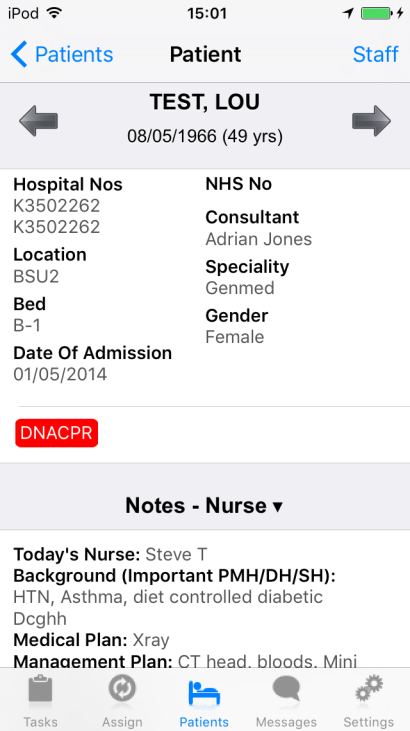 iPod 15:01
Patients Patient Staff
TEST, LOU
08/05/1966 (49 yrs)
Hospital Nos
K3502262
K3502262
Location
BSU2
Bed
B-1
Date Of Admission
01/05/2014
NHS No
Consultant
Adrian Jones
Speciality
Genmed
Gender
Female
DNACPR
Notes - Nurse ▾
Today's Nurse: Steve T
Background (Important PMH/DH/SH):
HTN, Asthma, diet controlled diabetic
Dcghh
Medical Plan: Xray
Management Plan: CT head, bloods, Mini
Tasks Assign Patients Messages Settings